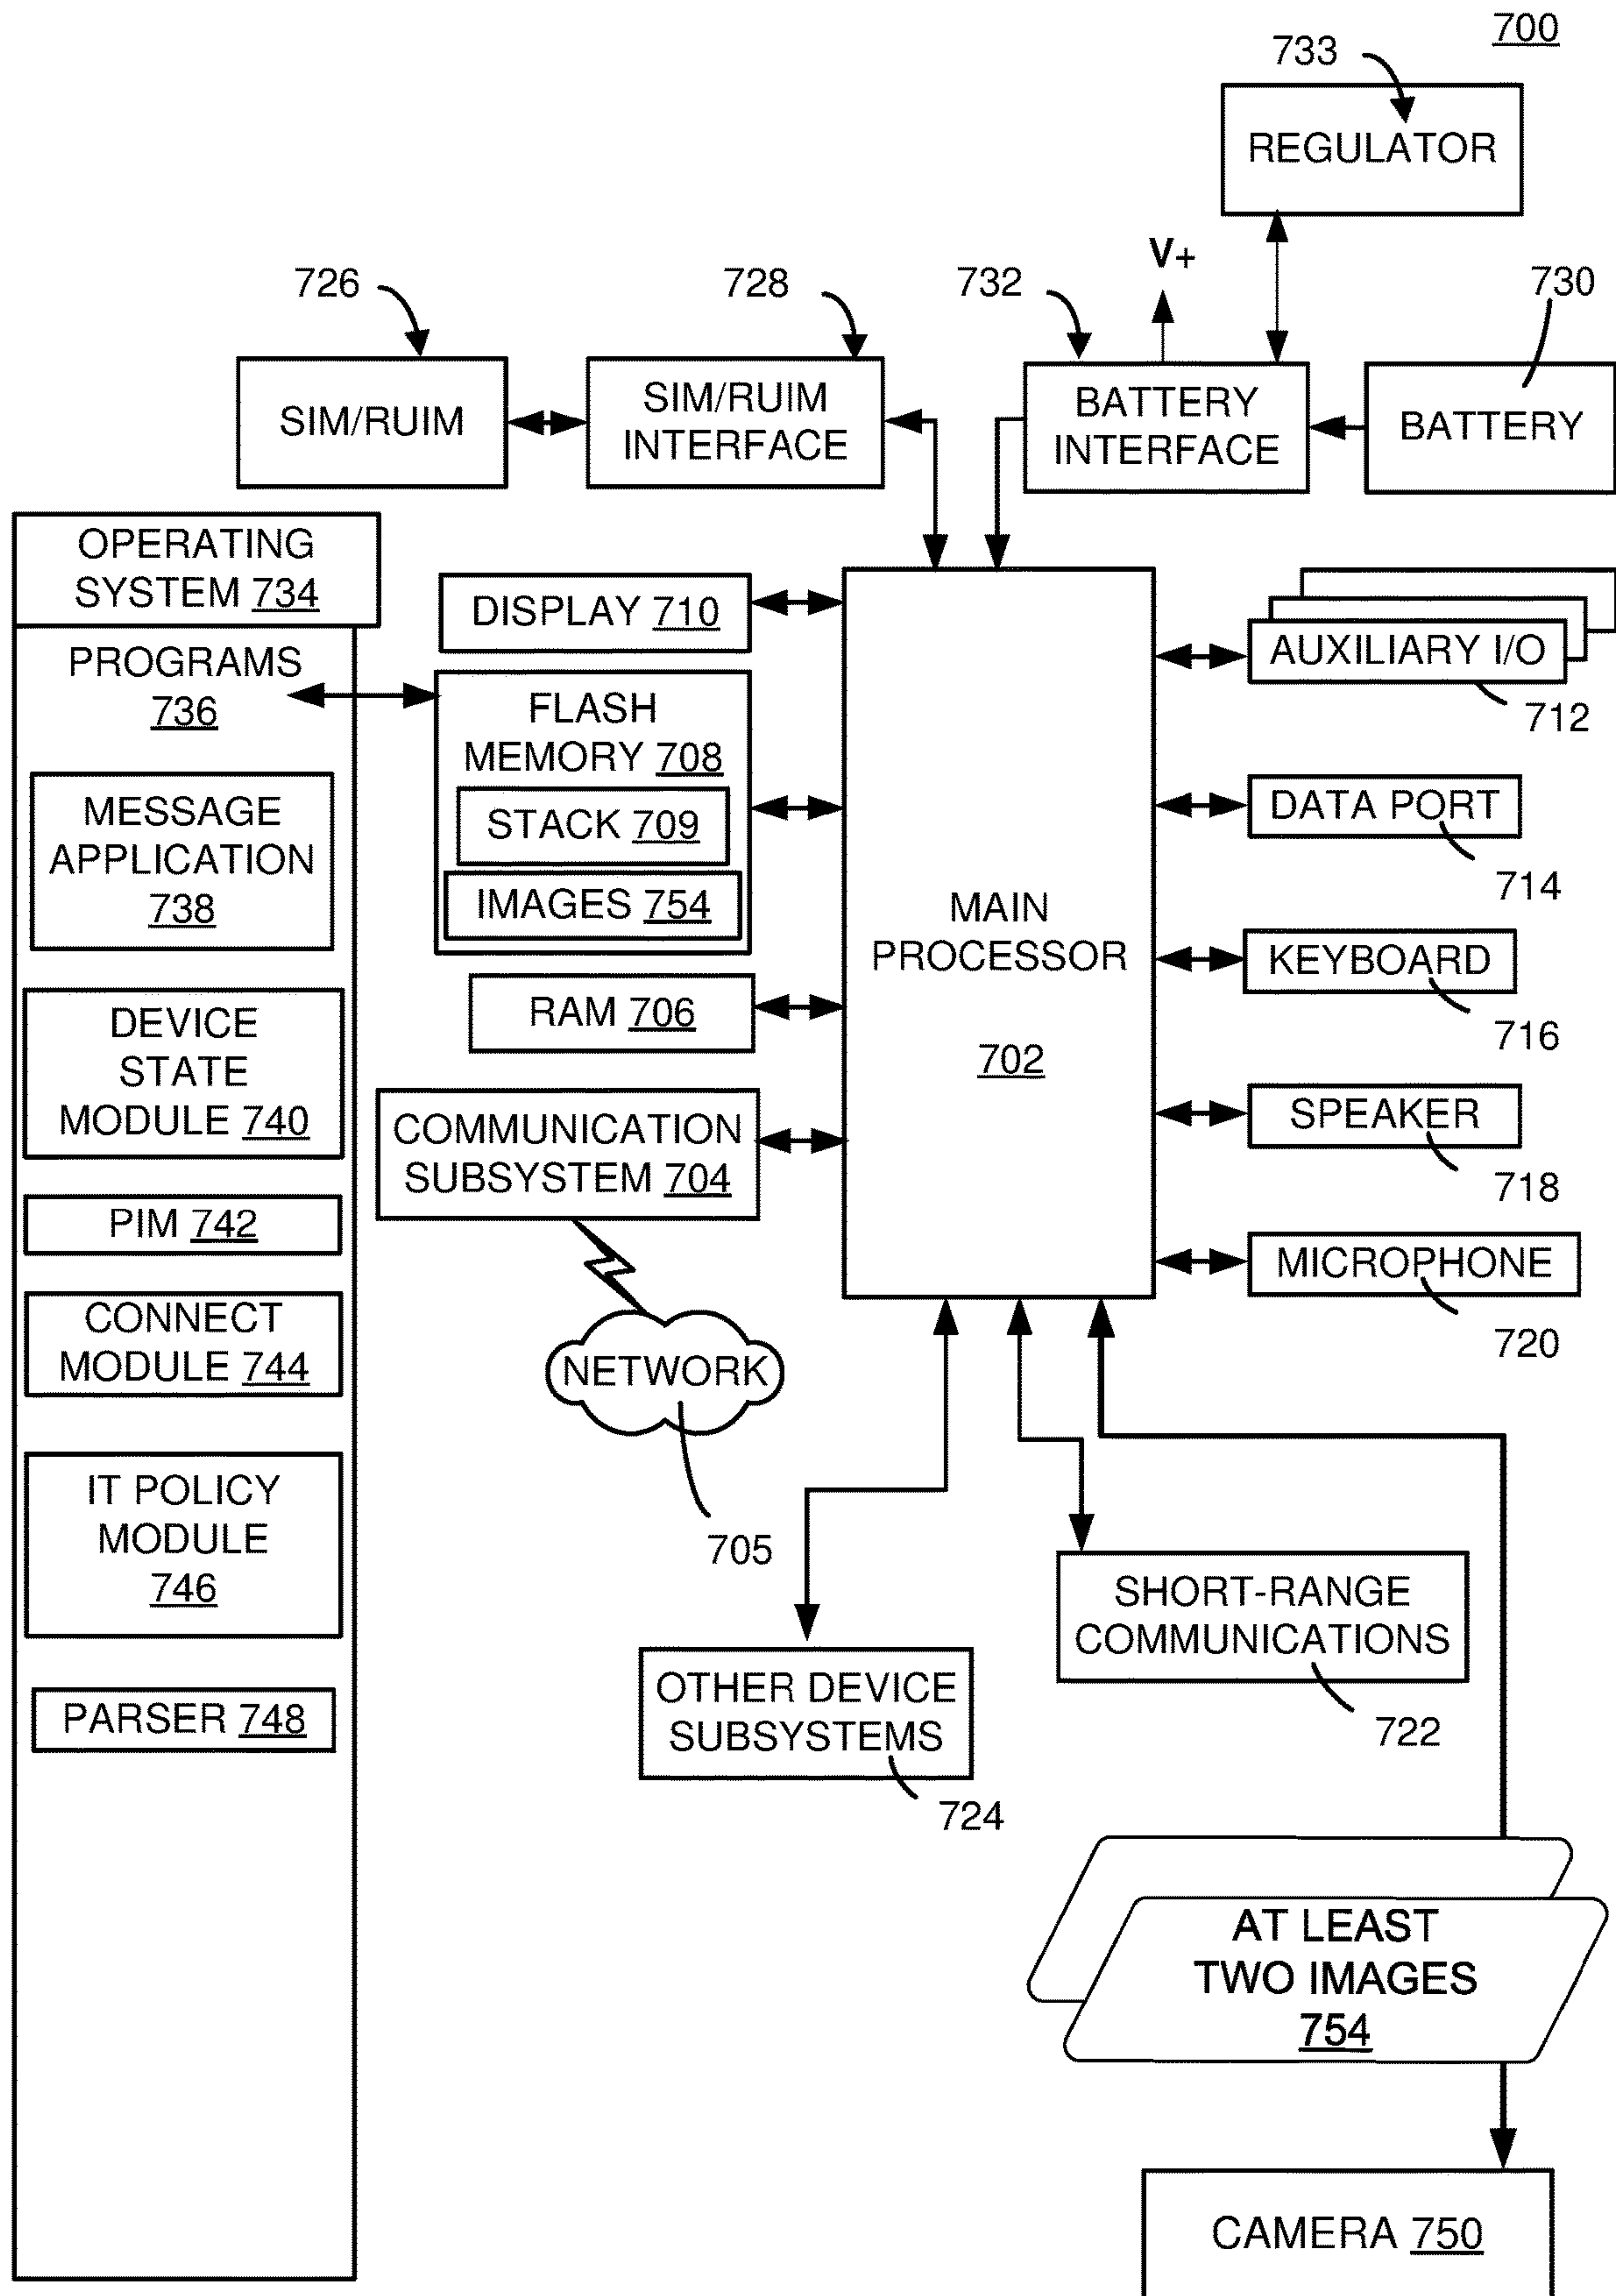 700
733
REGULATOR
V+
726
728
732
730
SIM/RUIM
SIM/RUIM
INTERFACE
BATTERY
INTERFACE
BATTERY
OPERATING
SYSTEM 734
PROGRAMS
736
MESSAGE
APPLICATION
738
DEVICE
STATE
MODULE 740
PIM 742
CONNECT
MODULE 744
IT POLICY
MODULE
746
PARSER 748
DISPLAY 710
FLASH
MEMORY 708
STACK 709
IMAGES 754
RAM 706
COMMUNICATION
SUBSYSTEM 704
NETWORK
705
MAIN
PROCESSOR
702
AUXILIARY I/O
712
DATA PORT
714
KEYBOARD
716
SPEAKER
718
MICROPHONE
720
SHORT-RANGE
COMMUNICATIONS
722
OTHER DEVICE
SUBSYSTEMS
724
AT LEAST
TWO IMAGES
754
CAMERA 750